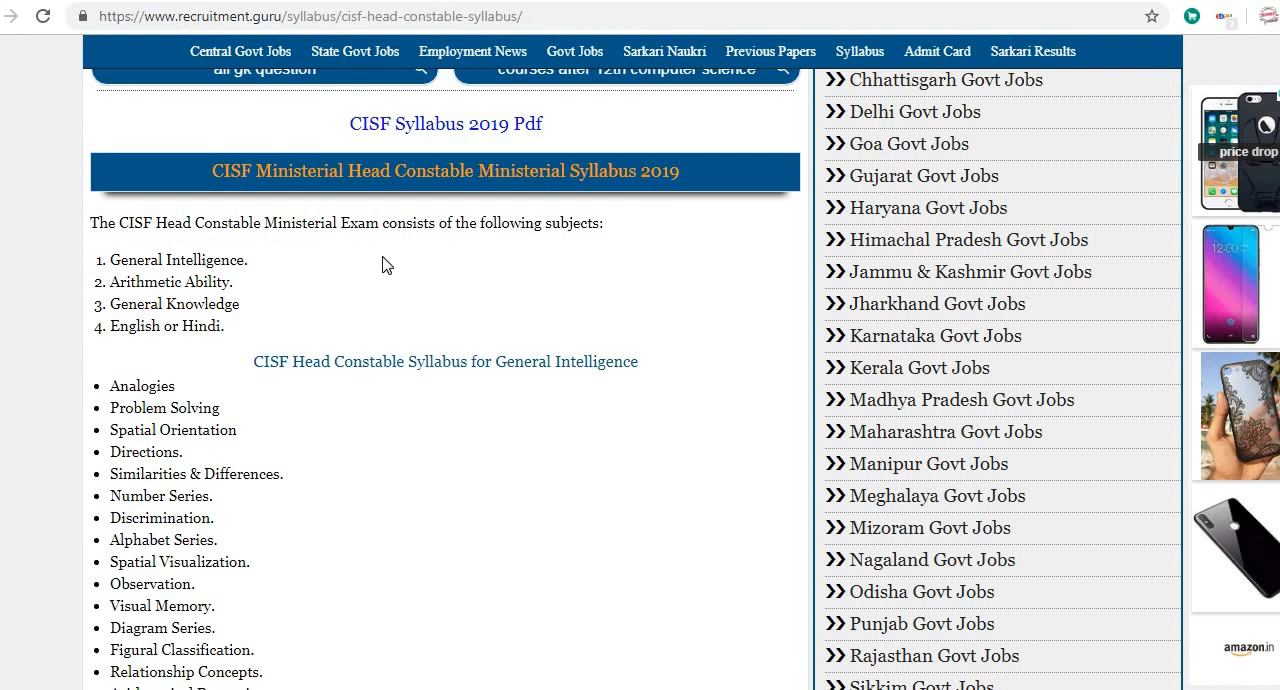 https://www.recruitment.guru/syllabus/cisf-head-constable-syllabus/
Central Govt Jobs State Govt Jobs Employment News Govt Jobs Sarkari Naukri Previous Papers Syllabus Admit Card Sarkari Results
all gk question courses after 12th computer science
CISF Syllabus 2019 Pdf
CISF Ministerial Head Constable Ministerial Syllabus 2019
The CISF Head Constable Ministerial Exam consists of the following subjects:
1. General Intelligence.
2. Arithmetic Ability.
3. General Knowledge
4. English or Hindi.
CISF Head Constable Syllabus for General Intelligence
• Analogies
• Problem Solving
• Spatial Orientation
• Directions.
• Similarities & Differences.
• Number Series.
• Discrimination.
• Alphabet Series.
• Spatial Visualization.
• Observation.
• Visual Memory.
• Diagram Series.
• Figural Classification.
• Relationship Concepts.
Chhattisgarh Govt Jobs
Delhi Govt Jobs
Goa Govt Jobs
Gujarat Govt Jobs
Haryana Govt Jobs
Himachal Pradesh Govt Jobs
Jammu & Kashmir Govt Jobs
Jharkhand Govt Jobs
Karnataka Govt Jobs
Kerala Govt Jobs
Madhya Pradesh Govt Jobs
Maharashtra Govt Jobs
Manipur Govt Jobs
Meghalaya Govt Jobs
Mizoram Govt Jobs
Nagaland Govt Jobs
Odisha Govt Jobs
Punjab Govt Jobs
Rajasthan Govt Jobs
Sikkim Govt Jobs
price drop
12:00
amazon.in